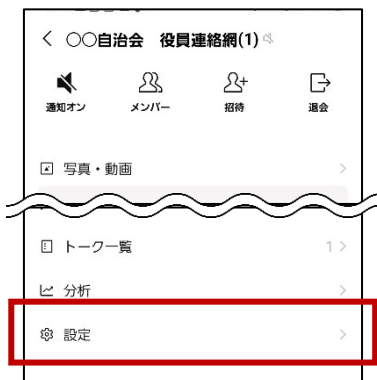 ○○自治会　役員連絡網(1)
通知オン　メンバー　招待　退会
写真・動画
トーク一覧　1
分析
設定